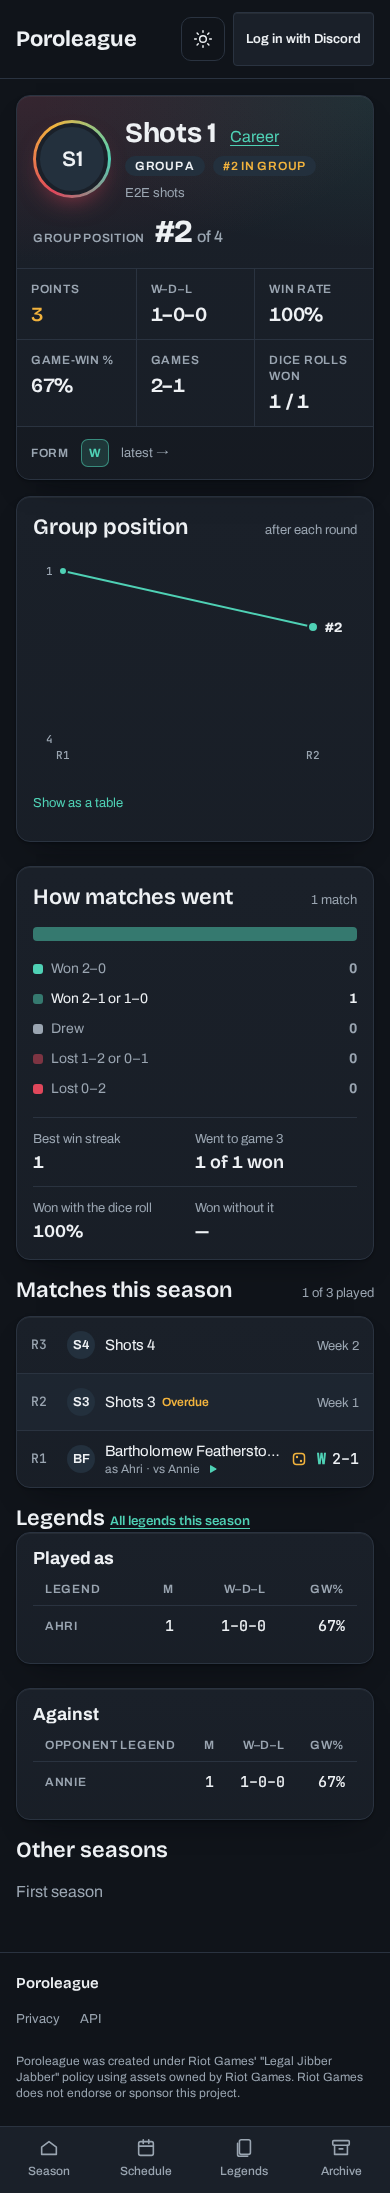 Poroleague
Log in with Discord
S1
Shots 1 Career
GROUP A #2 IN GROUP
E2E shots
GROUP POSITION #2 of 4
POINTS
3
W–D–L
1–0–0
WIN RATE
100%
GAME-WIN %
67%
GAMES
2–1
DICE ROLLS
WON
1 / 1
FORM W latest →
Group position after each round
1
#2
4
R1 R2
Show as a table
How matches went 1 match
Won 2–0 0
Won 2–1 or 1–0 1
Drew 0
Lost 1–2 or 0–1 0
Lost 0–2 0
Best win streak
1
Went to game 3
1 of 1 won
Won with the dice roll
100%
Won without it
—
Matches this season 1 of 3 played
R3 S4 Shots 4 Week 2
R2 S3 Shots 3 Overdue Week 1
R1 BF Bartholomew Feathersto... W 2–1
as Ahri · vs Annie
Legends All legends this season
Played as
LEGEND M W–D–L GW%
AHRI 1 1–0–0 67%
Against
OPPONENT LEGEND M W–D–L GW%
ANNIE 1 1–0–0 67%
Other seasons
First season
Poroleague
Privacy API
Poroleague was created under Riot Games' "Legal Jibber
Jabber" policy using assets owned by Riot Games. Riot Games
does not endorse or sponsor this project.
Season Schedule Legends Archive